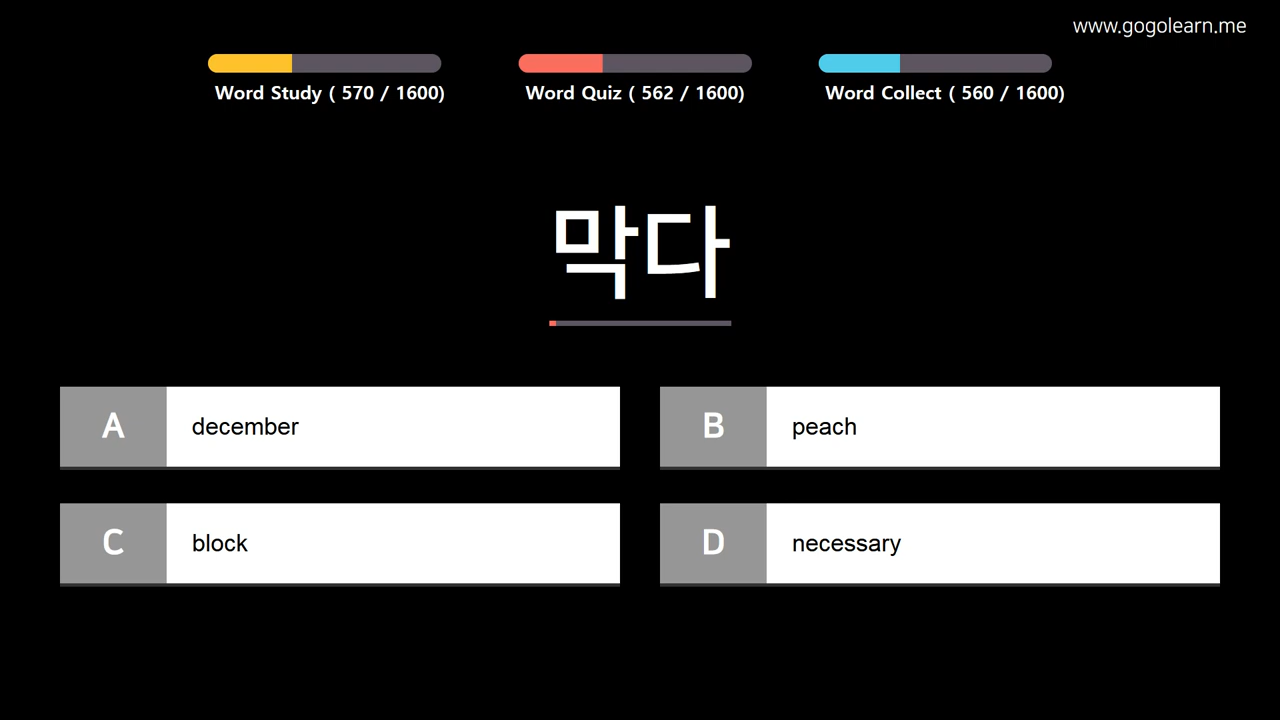 www.gogolearn.me
Word Study ( 570 / 1600)
Word Quiz ( 562 / 1600)
Word Collect ( 560 / 1600)
막다
A december
B peach
C block
D necessary